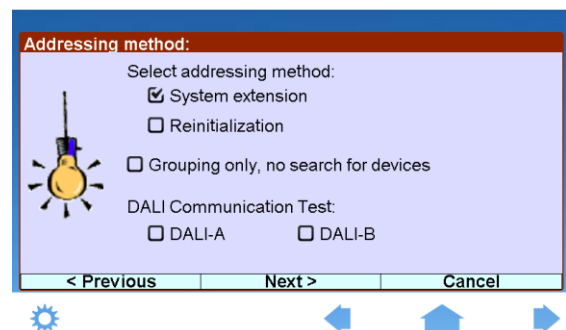 Addressing method:
Select addressing method:
System extension
Reinitialization
Grouping only, no search for devices
DALI Communication Test:
DALI-A DALI-B
< Previous Next > Cancel